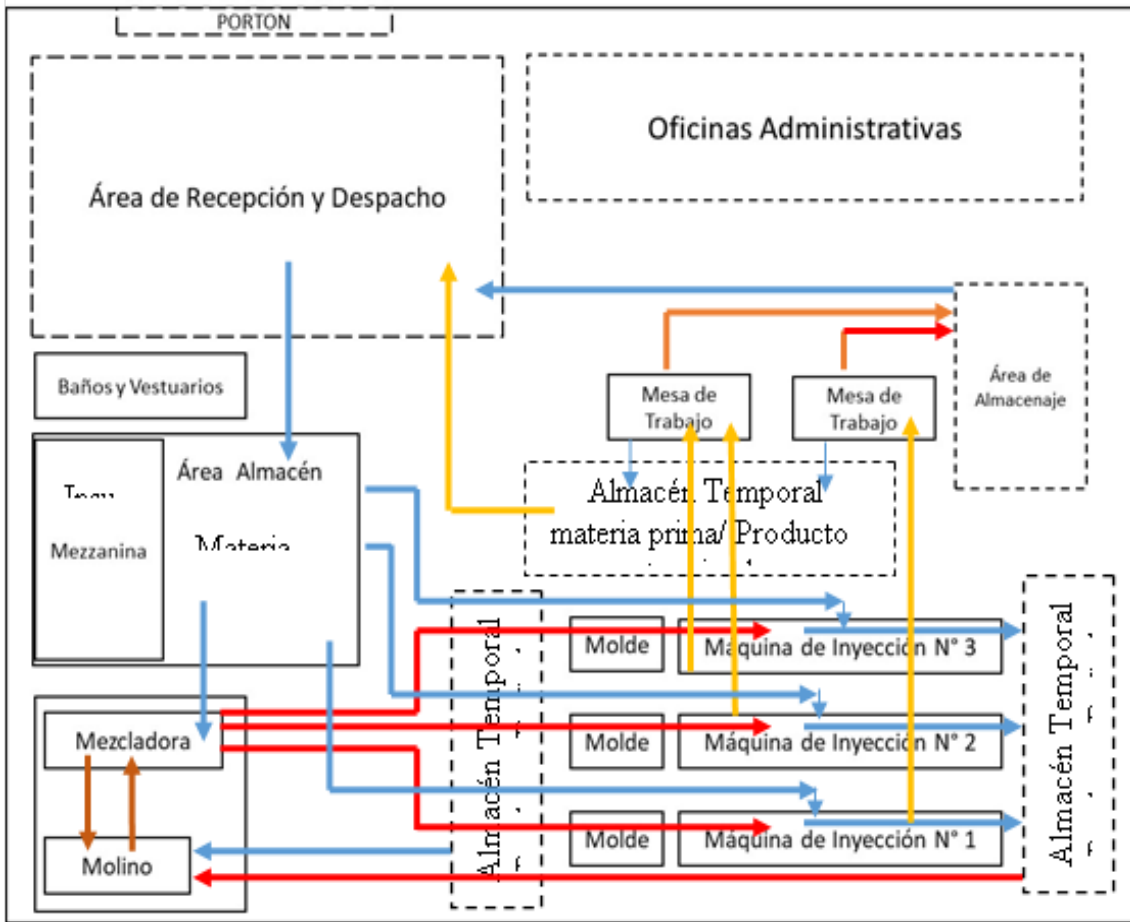 PORTON
Oficinas Administrativas
Área de Recepción y Despacho
Baños y Vestuarios
Mesa de
Trabajo
Mesa de
Trabajo
Área de
Almacenaje
Área Almacén
Materia
Mezzanina
Almacén Temporal
materia prima/ Producto
Almacén Temporal
Molde
Máquina de Inyección N° 3
Molde
Máquina de Inyección N° 2
Molde
Máquina de Inyección N° 1
Almacén Temporal
Mezcladora
Molino